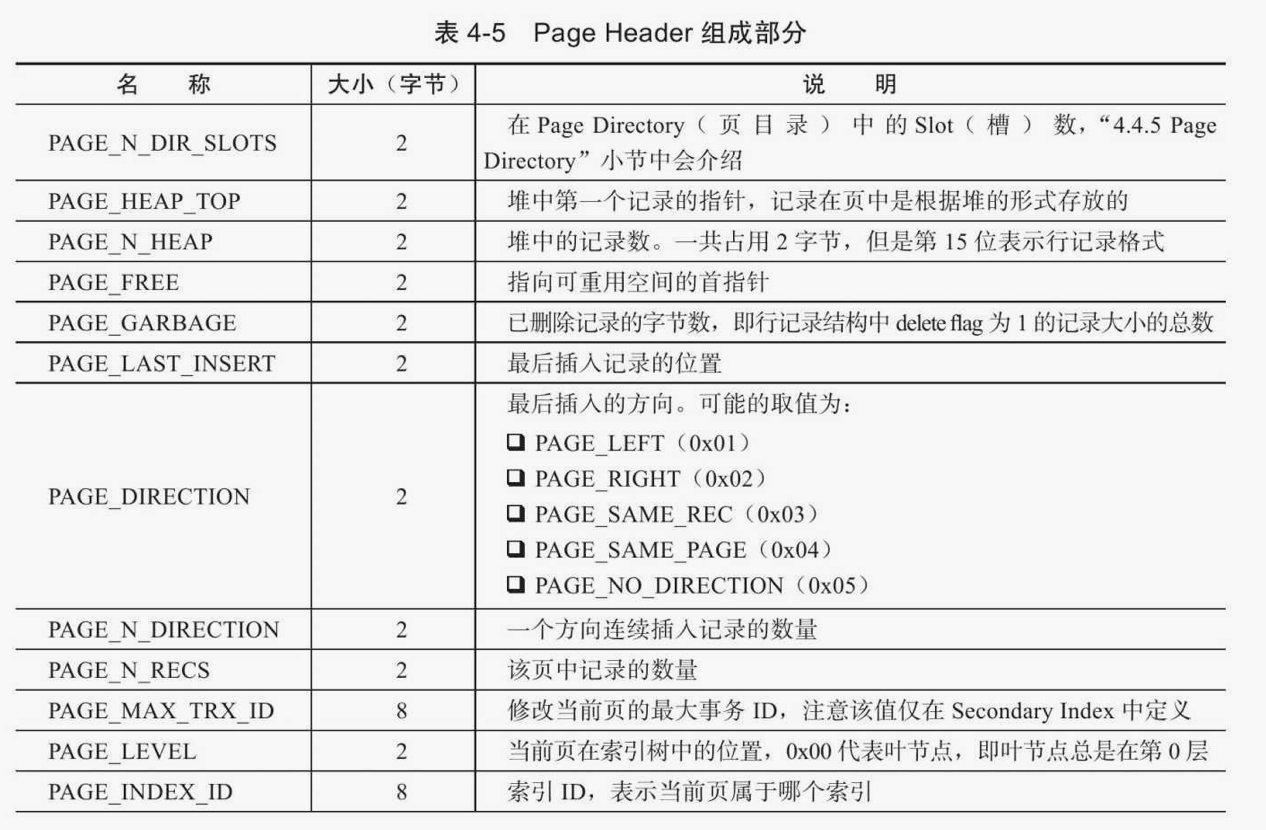 表 4-5 Page Header 组成部分
名 称 大小（字节） 说 明
PAGE_N_DIR_SLOTS 2 在 Page Directory（ 页 目 录 ） 中 的 Slot（ 槽 ） 数，“4.4.5 Page
Directory”小节中会介绍
PAGE_HEAP_TOP 2 堆中第一个记录的指针，记录在页中是根据堆的形式存放的
PAGE_N_HEAP 2 堆中的记录数。一共占用 2 字节，但是第 15 位表示行记录格式
PAGE_FREE 2 指向可重用空间的首指针
PAGE_GARBAGE 2 已删除记录的字节数，即行记录结构中 delete flag 为 1 的记录大小的总数
PAGE_LAST_INSERT 2 最后插入记录的位置
PAGE_DIRECTION 2 最后插入的方向。可能的取值为：
❑ PAGE_LEFT（0x01）
❑ PAGE_RIGHT（0x02）
❑ PAGE_SAME_REC（0x03）
❑ PAGE_SAME_PAGE（0x04）
❑ PAGE_NO_DIRECTION（0x05）
PAGE_N_DIRECTION 2 一个方向连续插入记录的数量
PAGE_N_RECS 2 该页中记录的数量
PAGE_MAX_TRX_ID 8 修改当前页的最大事务 ID，注意该值仅在 Secondary Index 中定义
PAGE_LEVEL 2 当前页在索引树中的位置，0x00 代表叶节点，即叶节点总是在第 0 层
PAGE_INDEX_ID 8 索引 ID，表示当前页属于哪个索引